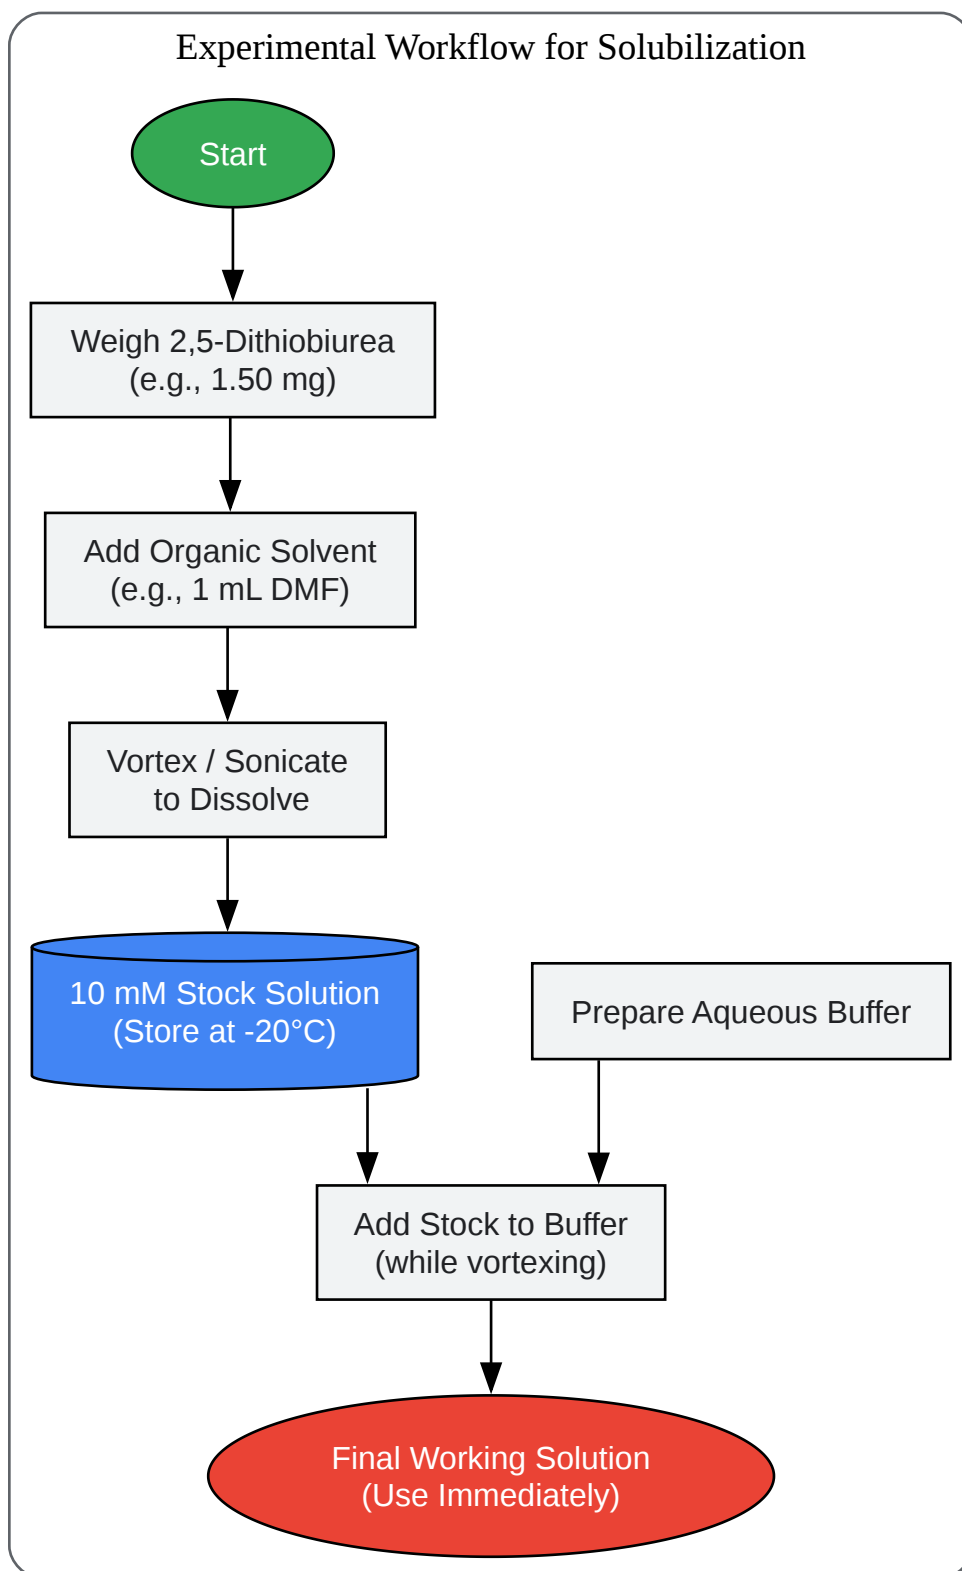 Experimental Workflow for Solubilization
Start
Weigh 2,5-Dithiobiurea
(e.g., 1.50 mg)
Add Organic Solvent
(e.g., 1 mL DMF)
Vortex / Sonicate
to Dissolve
10 mM Stock Solution
(Store at -20°C)
Prepare Aqueous Buffer
Add Stock to Buffer
(while vortexing)
Final Working Solution
(Use Immediately)